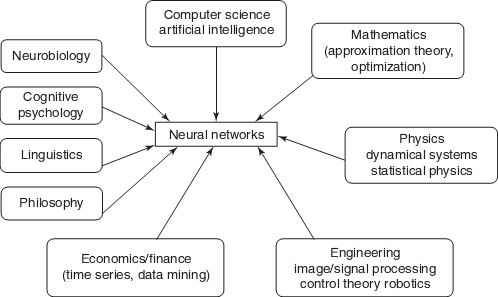 Computer science
artificial intelligence
Mathematics
(approximation theory,
optimization)
Neurobiology
Cognitive
psychology
Neural networks
Linguistics
Physics
dynamical systems
statistical physics
Philosophy
Economics/finance
(time series, data mining)
Engineering
image/signal processing
control theory robotics